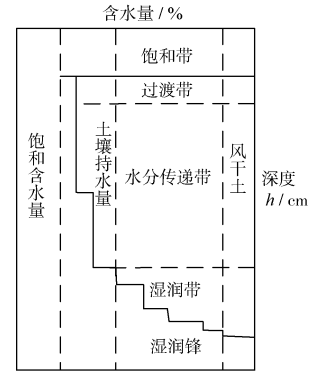 含水量/%
饱和带
过渡带
饱和含水量
土壤持水量
水分传递带
风干土
深度
h/cm
湿润带
湿润锋